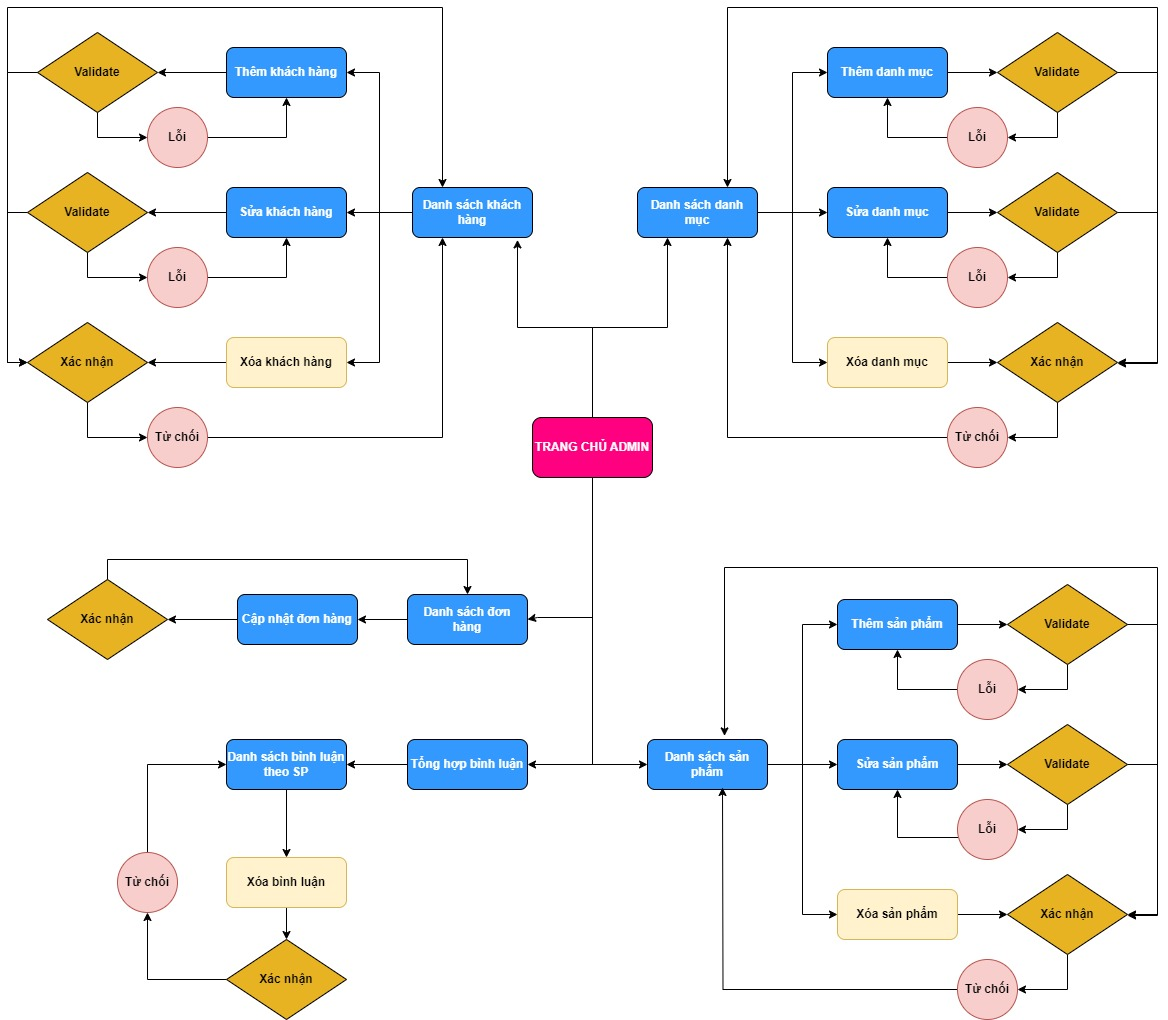 Validate
Thêm khách hàng
Lỗi
Validate
Sửa khách hàng
Lỗi
Danh sách khách
hàng
Xác nhận
Xóa khách hàng
Từ chối
Danh sách danh
mục
Thêm danh mục
Validate
Lỗi
Sửa danh mục
Validate
Lỗi
Xóa danh mục
Xác nhận
Từ chối
TRANG CHỦ ADMIN
Xác nhận
Cập nhật đơn hàng
Danh sách đơn
hàng
Danh sách bình luận
theo SP
Tổng hợp bình luận
Từ chối
Xóa bình luận
Xác nhận
Danh sách sản
phẩm
Thêm sản phẩm
Validate
Lỗi
Sửa sản phẩm
Validate
Lỗi
Xóa sản phẩm
Xác nhận
Từ chối